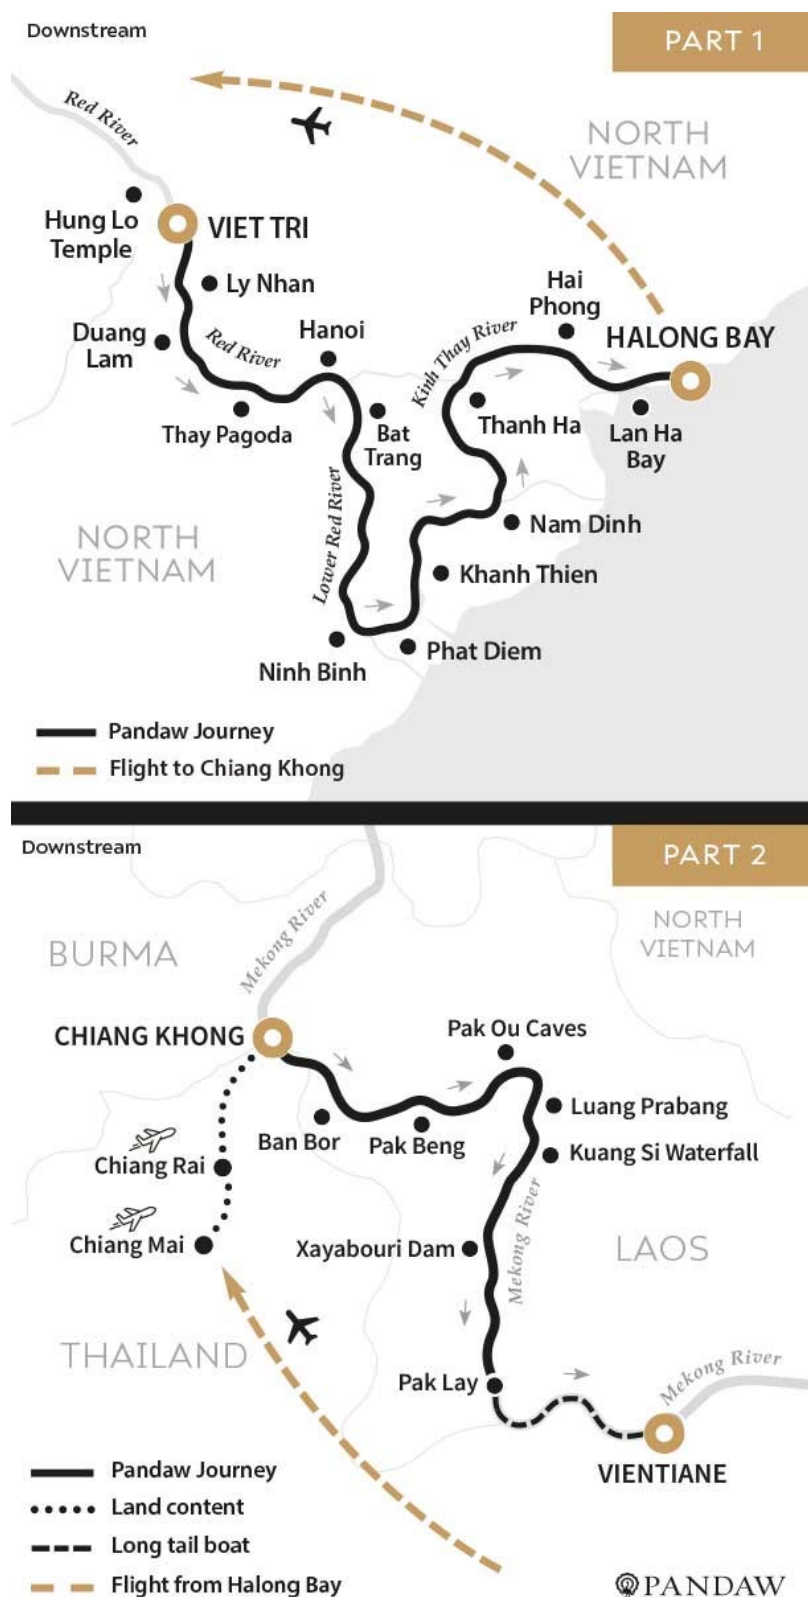 Downstream
PART 1
Red River
NORTH
VIETNAM
Hung Lo
Temple
VIET TRI
Ly Nhan
Hai
Phong
Duang
Lam
Red River
Hanoi
Kinh Thay River
HALONG BAY
Thay Pagoda
Bat
Trang
Thanh Ha
Lan Ha
Bay
Lower Red River
NORTH
VIETNAM
Nam Dinh
Khanh Thien
Ninh Binh
Phat Diem
Pandaw Journey
Flight to Chiang Khong
Downstream
PART 2
NORTH
VIETNAM
BURMA
Mekong River
CHIANG KHONG
Pak Ou Caves
Luang Prabang
Ban Bor
Pak Beng
Kuang Si Waterfall
Chiang Rai
Chiang Mai
Xayabouri Dam
Mekong River
LAOS
THAILAND
Pak Lay
Mekong River
VIENTIANE
Pandaw Journey
Land content
Long tail boat
Flight from Halong Bay
PANDAW